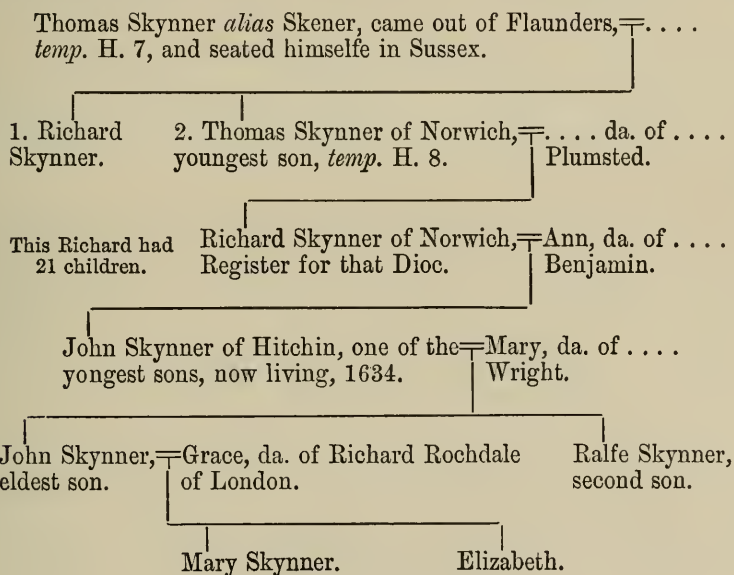 Thomas Skynner alias Skener, came out of Flaunders,=. . . .
temp. H. 7, and seated himselfe in Sussex.
1. Richard Skynner.
2. Thomas Skynner of Norwich,=. . . . da. of . . . .
youngest son, temp. H. 8. Plumsted.
This Richard had
21 children.
Richard Skynner of Norwich,=Ann, da. of . . . .
Register for that Dioc. Benjamin.
John Skynner of Hitchin, one of the=Mary, da. of . . . .
yongest sons, now living, 1634. Wright.
John Skynner,=Grace, da. of Richard Rochdale
eldest son. of London.
Ralfe Skynner,
second son.
Mary Skynner. Elizabeth.